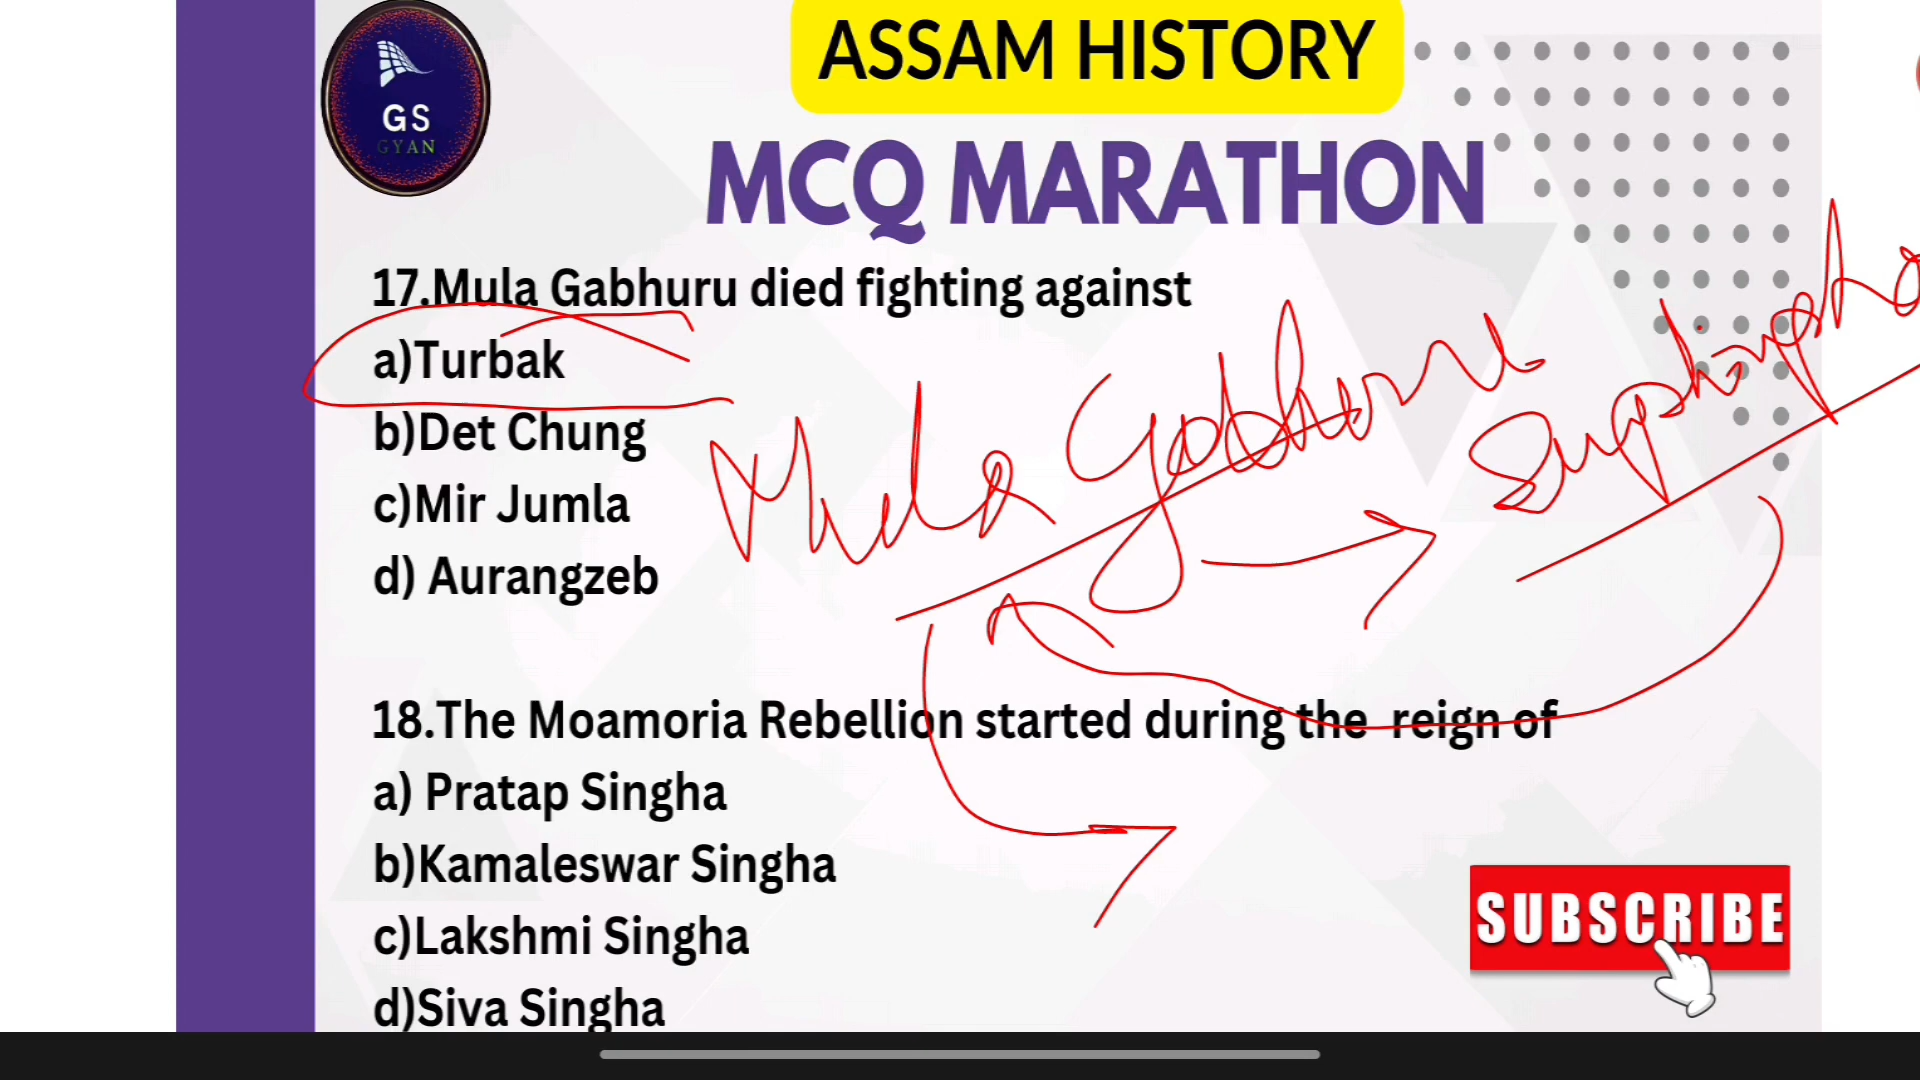 GS
GYAN
ASSAM HISTORY
MCQ MARATHON
17.Mula Gabhuru died fighting against
a)Turbak
b)Det Chung
c)Mir Jumla
d) Aurangzeb
Mula Gabhuru
18.The Moamoria Rebellion started during the reign of
a) Pratap Singha
b)Kamaleswar Singha
c)Lakshmi Singha
d)Siva Singha
SUBSCRIBE